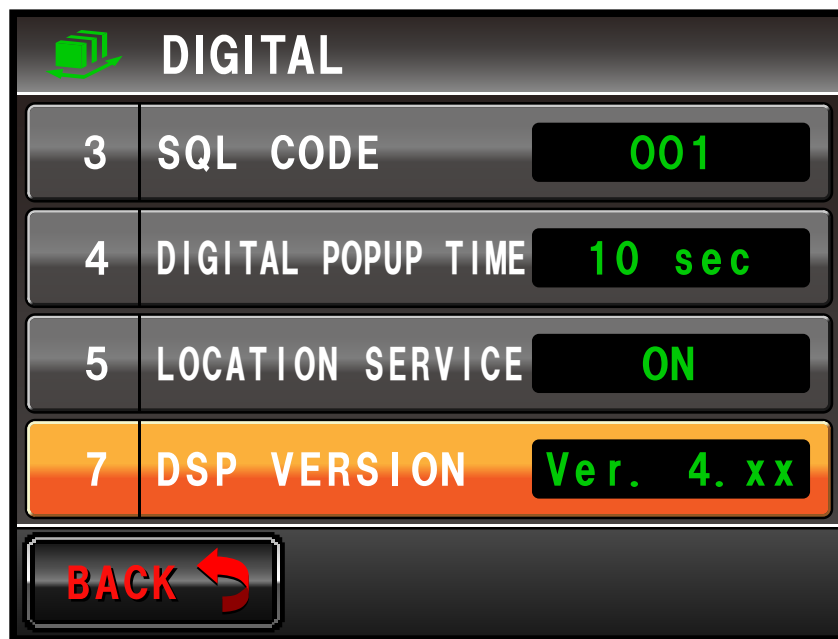 DIGITAL
3 SQL CODE 001
4 DIGITAL POPUP TIME 10 sec
5 LOCATION SERVICE ON
7 DSP VERSION Ver. 4.xx
BACK